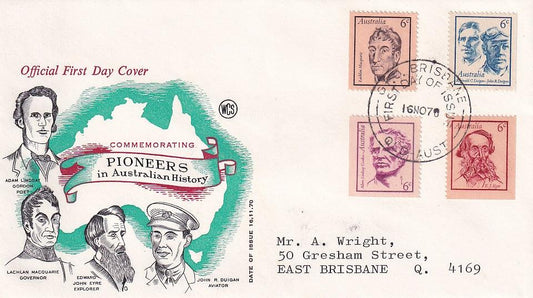 Official First Day Cover
WCS
COMMEMORATING
PIONEERS
in Australian History
ADAM LINDSAY
GORDON
POET
LACHLAN MACQUARIE
GOVERNOR
EDWARD
JOHN EYRE
EXPLORER
JOHN R. DUIGAN
AVIATOR
DATE OF ISSUE 16.11.70
Australia 6c
Lachlan Macquarie
6c
Australia
Reginald C. Duigan - John R. Duigan
BRISBANE
FIRST DAY OF ISSUE
16NO70
AUST
Australia
Adam Lindsay Gordon
6c
Australia
6c
E. J. Eyre
Mr. A. Wright,
50 Gresham Street,
EAST BRISBANE Q. 4169